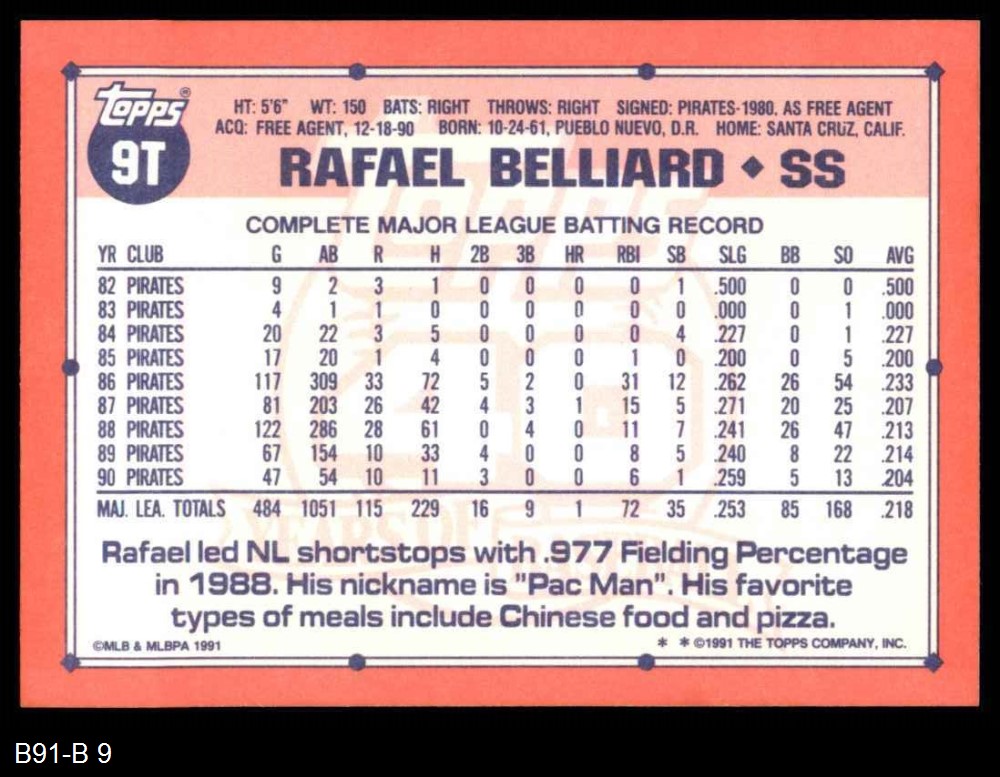 Topps®
9T
HT: 5'6" WT: 150 BATS: RIGHT THROWS: RIGHT SIGNED: PIRATES-1980, AS FREE AGENT
ACQ: FREE AGENT, 12-18-90 BORN: 10-24-61, PUEBLO NUEVO, D.R. HOME: SANTA CRUZ, CALIF.
RAFAEL BELLIARD ◆ SS
COMPLETE MAJOR LEAGUE BATTING RECORD
YR CLUB G AB R H 2B 3B HR RBI SB SLG BB SO AVG
82 PIRATES 9 2 3 1 0 0 0 0 1 .500 0 0 .500
83 PIRATES 4 1 1 0 0 0 0 0 0 .000 0 1 .000
84 PIRATES 20 22 3 5 0 0 0 0 4 .227 0 1 .227
85 PIRATES 17 20 1 4 0 0 0 1 0 .200 0 5 .200
86 PIRATES 117 309 33 72 5 2 0 31 12 .262 26 54 .233
87 PIRATES 81 203 26 42 4 3 1 15 5 .271 20 25 .207
88 PIRATES 122 286 28 61 0 4 0 11 7 .241 26 47 .213
89 PIRATES 67 154 10 33 4 0 0 8 5 .240 8 22 .214
90 PIRATES 47 54 10 11 3 0 0 6 1 .259 5 13 .204
MAJ. LEA. TOTALS 484 1051 115 229 16 9 1 72 35 .253 85 168 .218
Rafael led NL shortstops with .977 Fielding Percentage
in 1988. His nickname is "Pac Man". His favorite
types of meals include Chinese food and pizza.
©MLB & MLBPA 1991 * * ©1991 THE TOPPS COMPANY, INC.
B91-B 9